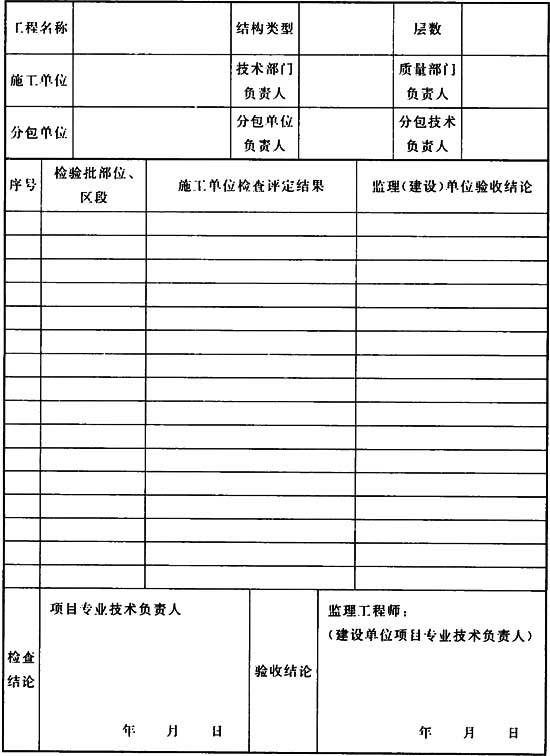 工程名称 结构类型 层数
施工单位 技术部门负责人 质量部门负责人
分包单位 分包单位负责人 分包技术负责人
序号 检验批部位、区段 施工单位检查评定结果 监理(建设)单位验收结论
检查结论 项目专业技术负责人 验收结论 监理工程师:
(建设单位项目专业技术负责人)
年 月 日 年 月 日